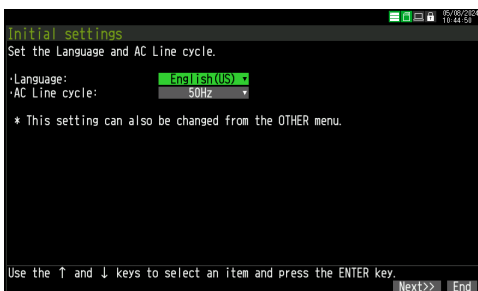 05/08/2024
10:44:50
Initial settings
Set the Language and AC Line cycle.
·Language: English(US) ▾
·AC Line cycle: 50Hz ▾
* This setting can also be changed from the OTHER menu.
Use the ↑ and ↓ keys to select an item and press the ENTER key.
Next>> End